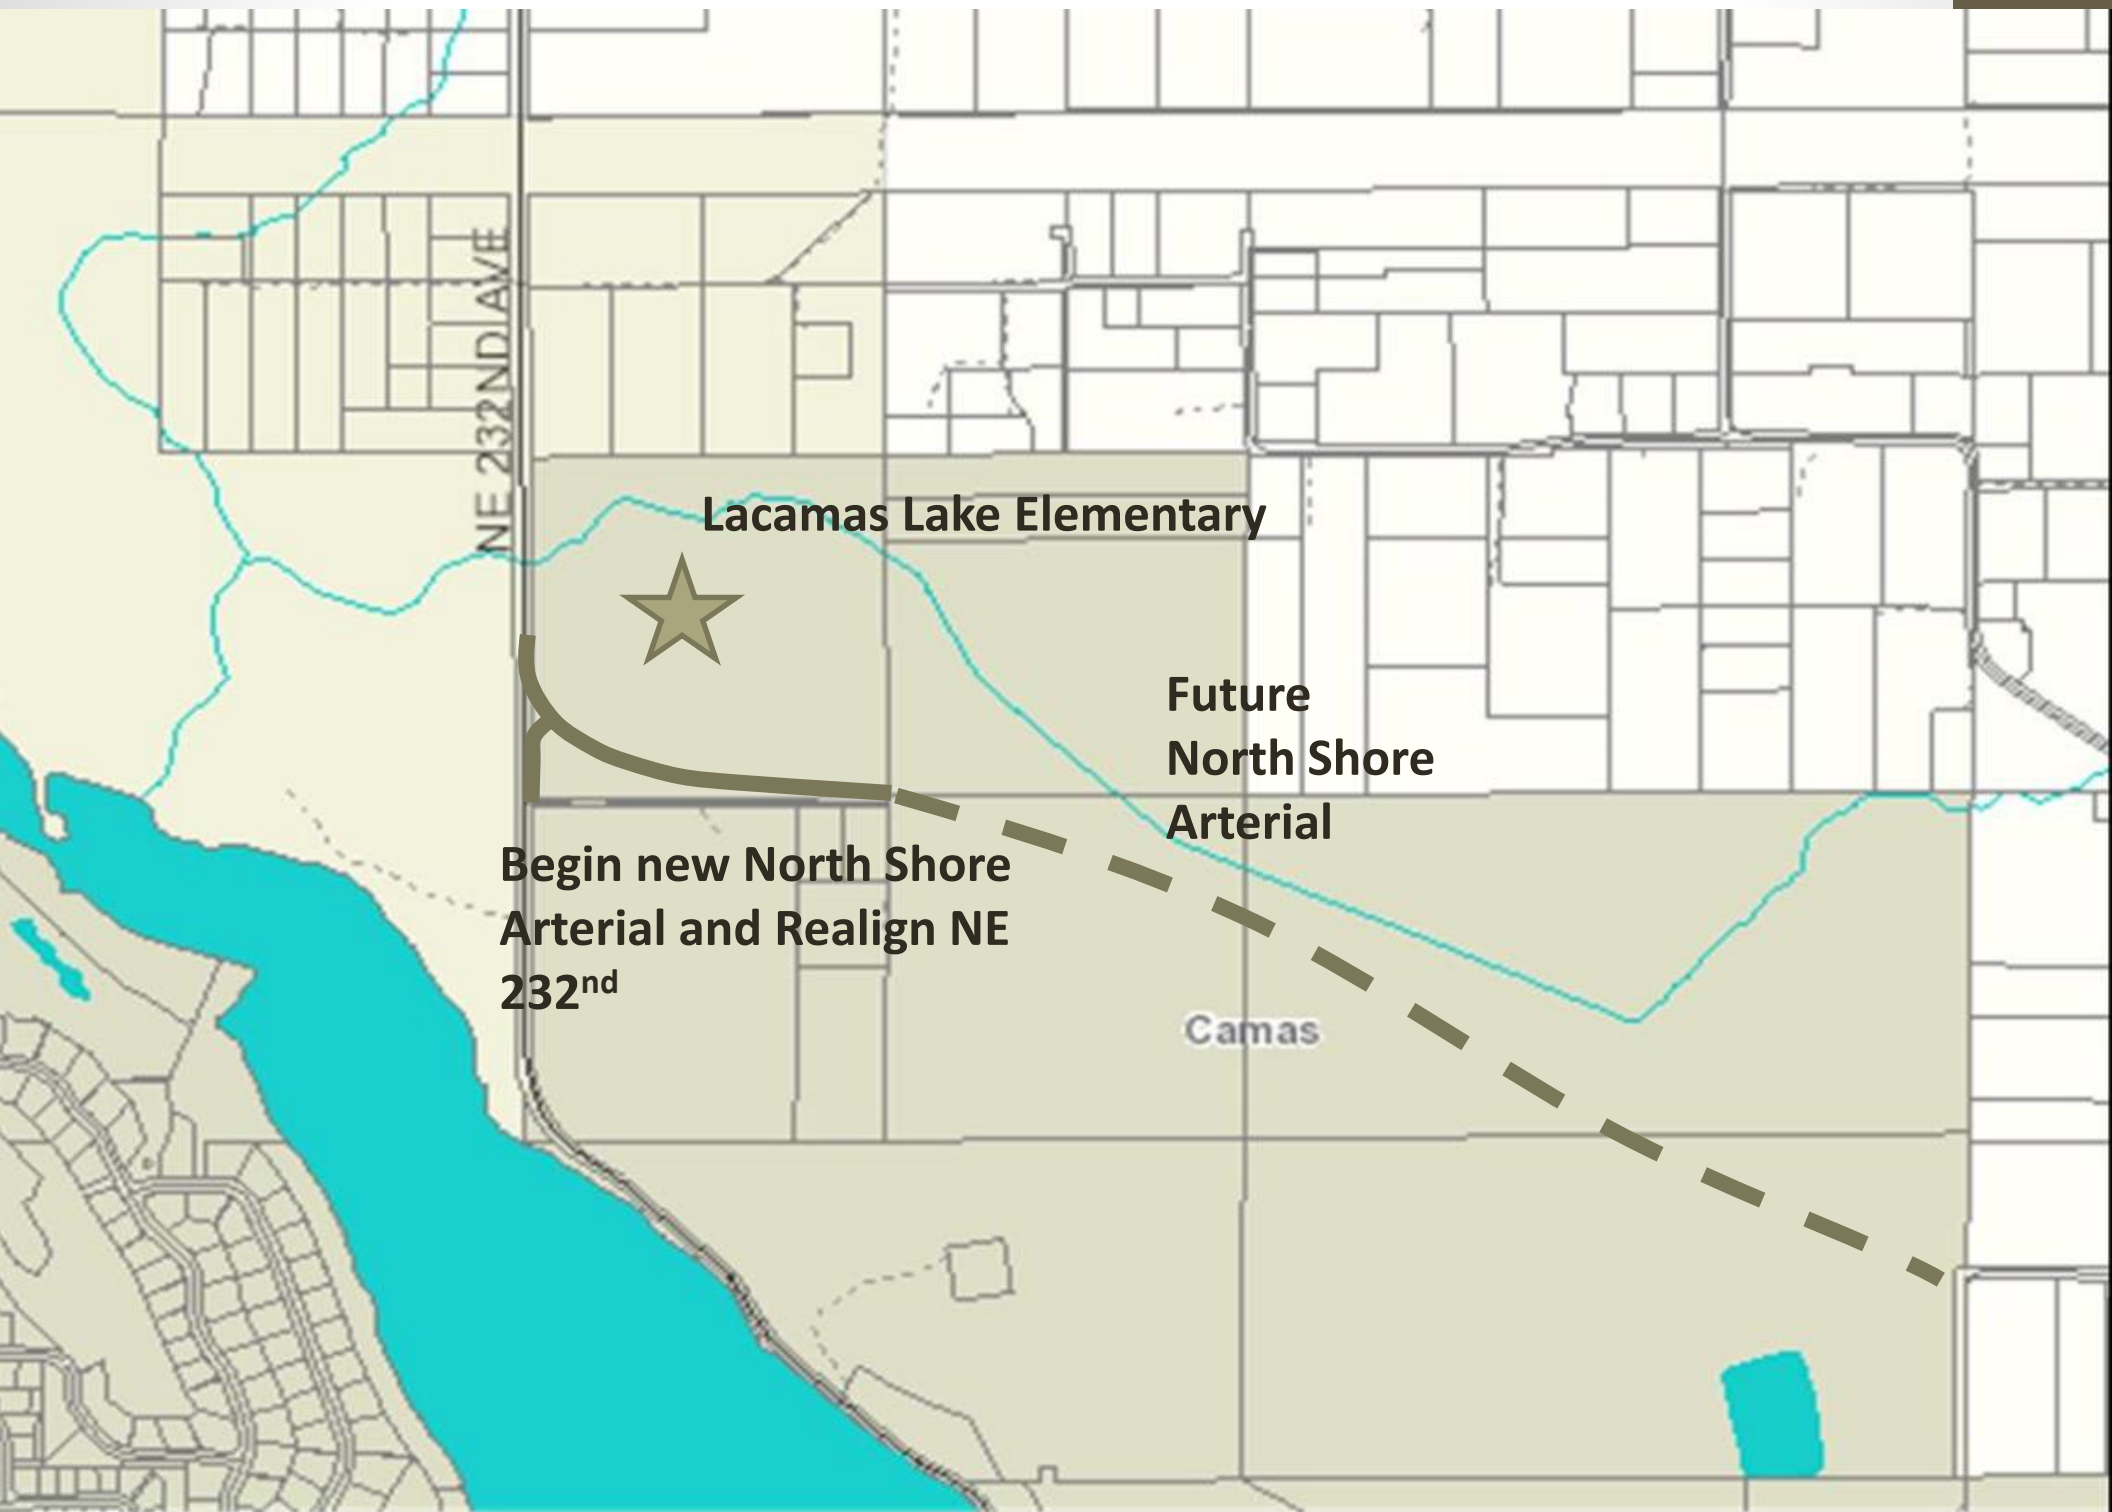 NE 232ND AVE
Lacamas Lake Elementary
Future
North Shore
Arterial
Begin new North Shore
Arterial and Realign NE
232nd
Camas